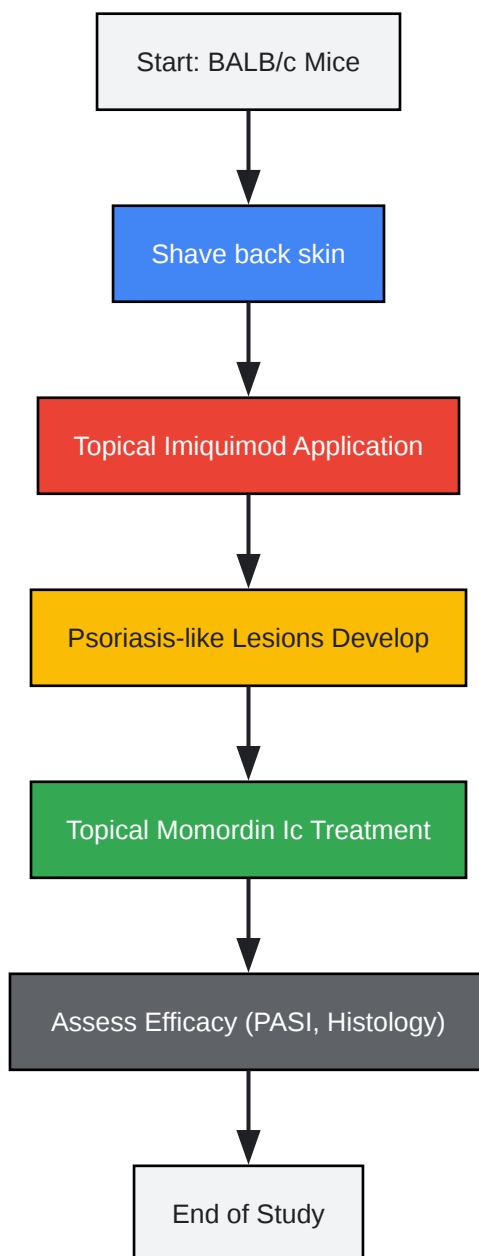 Start: BALB/c Mice
Shave back skin
Topical Imiquimod Application
Psoriasis-like Lesions Develop
Topical Momordin Ic Treatment
Assess Efficacy (PASI, Histology)
End of Study